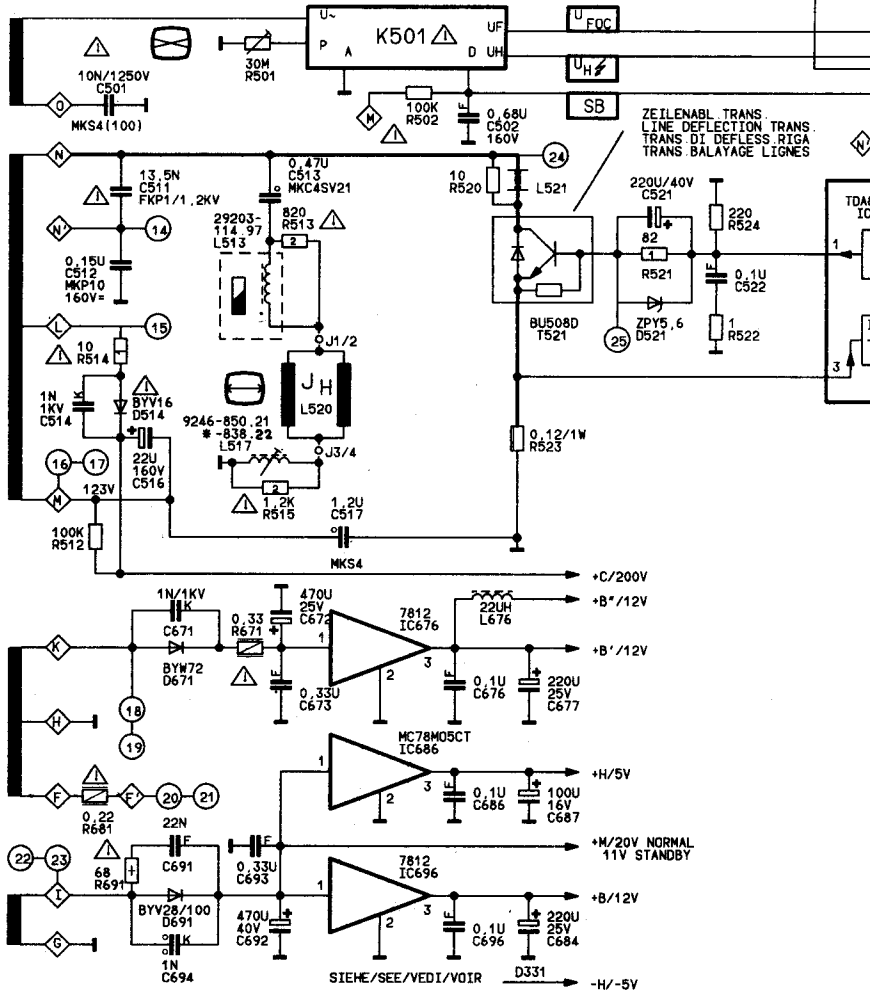 U~
UF
K501
P
A
D
UH
U FOC
U H
SB
30M
R501
10N/1250V
C501
O
MKS4(100)
M
100K
R502
F
0,68U
C502
160V
ZEILENABL.TRANS.
LINE DEFLECTION TRANS.
TRANS.DI DEFLESS.RIGA
TRANS.BALAYAGE LIGNES
N'
N
24
13,5N
C511
FKP1/1,2KV
0,47U
C513
MKC4SV21
10
R520
L521
220U/40V
C521
+
220
R524
TDA
IC
N'
14
29203-
114.97
L513
820
R513
2
82
1
R521
1
0,15U
C512
MKP10
160V=
F
0,1U
C522
L
15
BU508D
T521
25
ZPY5,6
D521
1
R522
3
10
R514
J1/2
JH
L520
1N
1KV
C514
K
BYV16
D514
9246-850.21
*-838.22
L517
J3/4
0,12/1W
R523
+
22U
160V
C516
16
17
M
123V
2
1,2K
R515
1,2U
C517
MKS4
100K
R512
+C/200V
1N/1KV
K
C671
0,33
R671
470U
25V
C672
+
7812
IC676
22UH
L676
+B"/12V
K
BYW72
D671
1
3
2
+B'/12V
F
0,33U
C673
F
0,1U
C676
+
220U
25V
C677
18
19
H
MC78M05CT
IC686
1
3
2
+H/5V
F
F'
20
21
0,22
R681
F
0,1U
C686
+
100U
16V
C687
22N
F
C691
F
0,33U
C693
+M/20V NORMAL
11V STANDBY
22
23
68
R691
+
7812
IC696
I
BYV28/100
D691
1
3
2
+B/12V
470U
40V
C692
+
F
0,1U
C696
+
220U
25V
C684
G
K
1N
C694
SIEHE/SEE/VEDI/VOIR
D331
-H/-5V